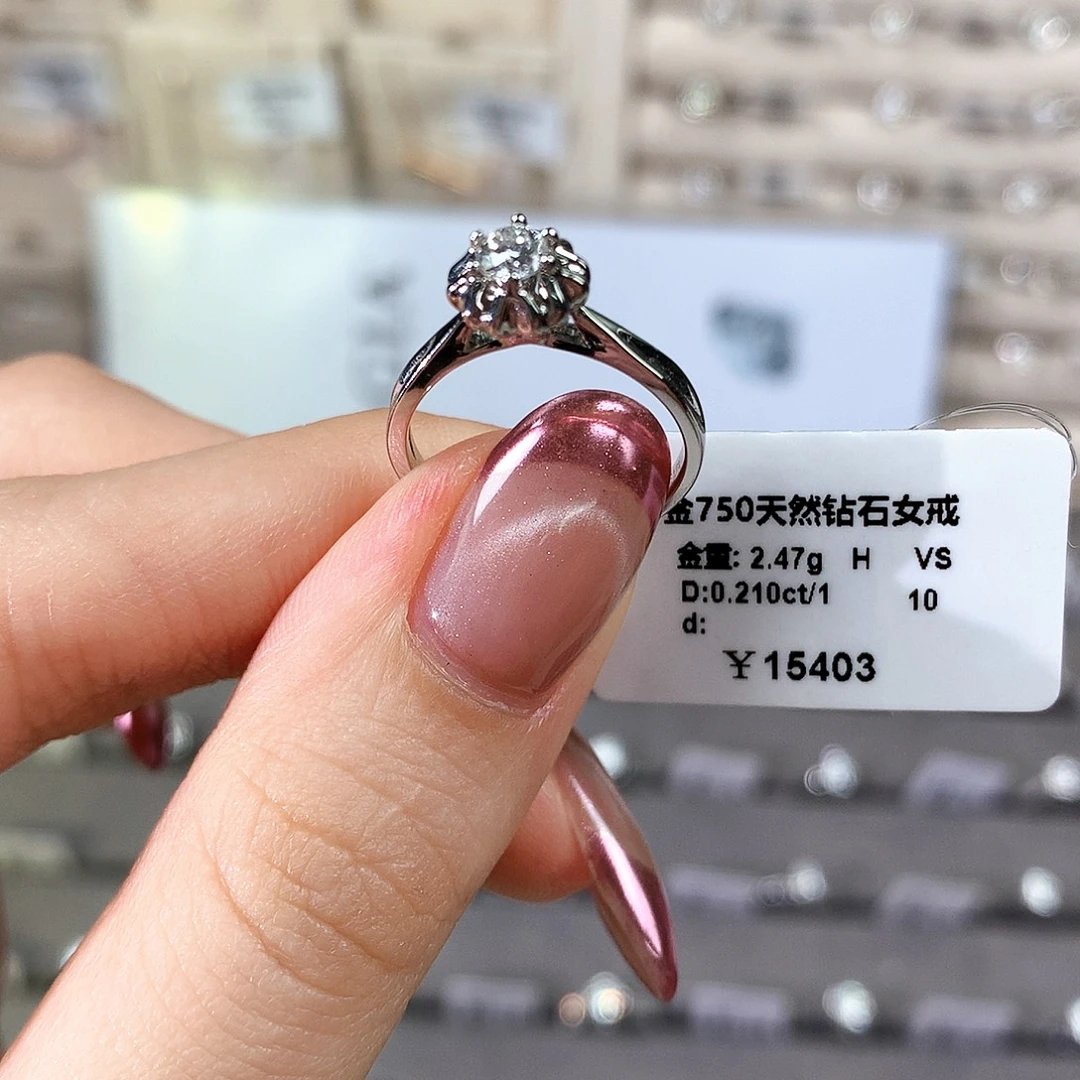 金750天然钻石女戒
金重: 2.47g H VS
D:0.210ct/1 10
d:
¥15403